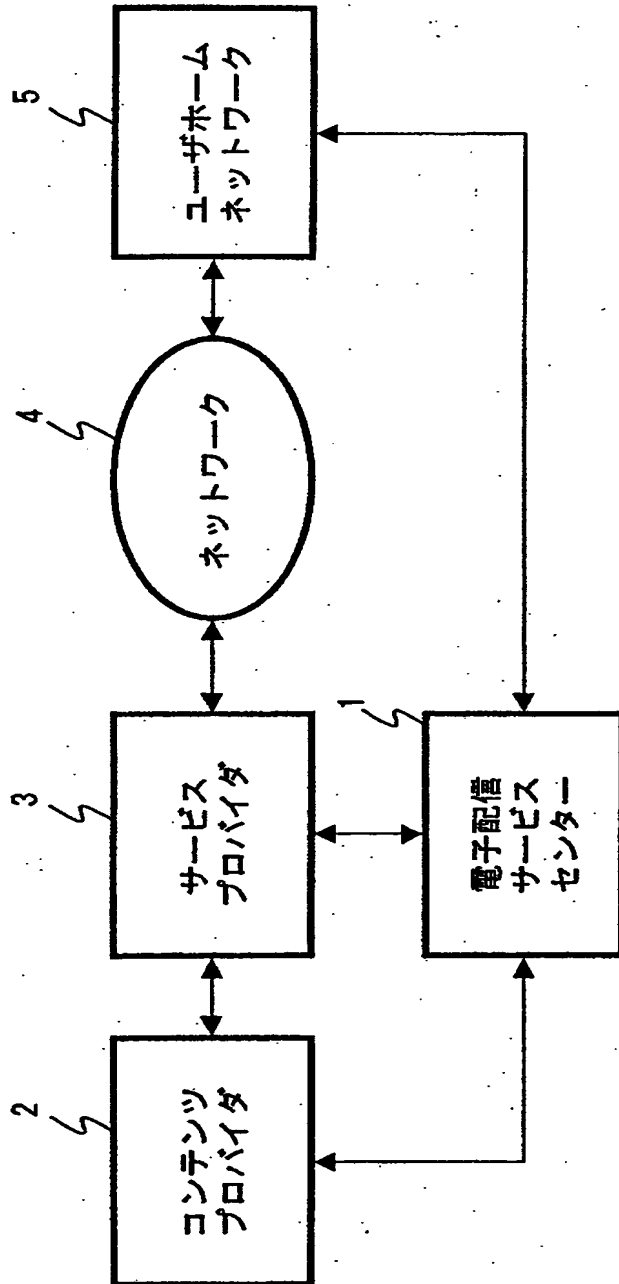 2
コンテンツ
プロバイダ
3
サービス
プロバイダ
4
ネットワーク
5
ユーザホーム
ネットワーク
1
電子配信
サービス
センター